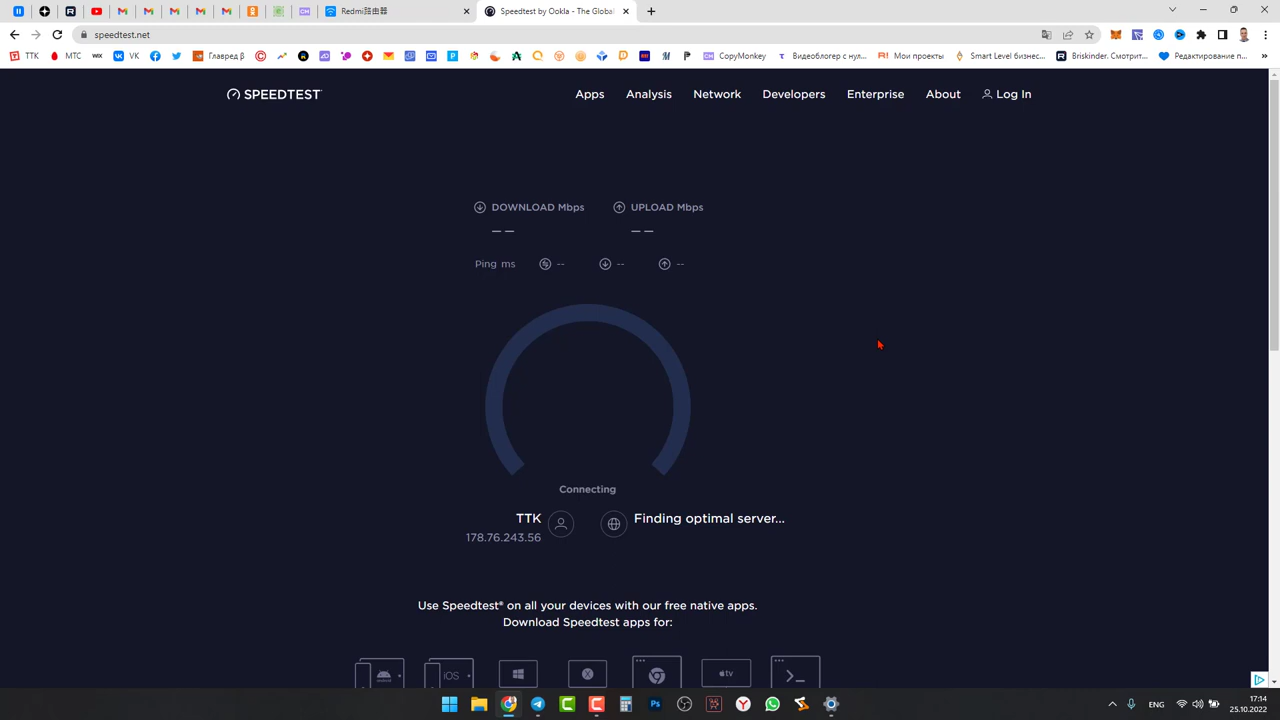 Redmi路由器
Speedtest by Ookla - The Global
speedtest.net
ТТК
МТС
VK
Главред β
CopyMonkey
Видеоблогер с нул...
Мои проекты
Smart Level бизнес...
Briskinder. Смотрит...
Редактирование п...
SPEEDTEST
Apps
Analysis
Network
Developers
Enterprise
About
Log In
DOWNLOAD Mbps
UPLOAD Mbps
— —
— —
Ping ms
--
--
--
Connecting
TTK
178.76.243.56
Finding optimal server...
Use Speedtest® on all your devices with our free native apps.
Download Speedtest apps for:
android
iOS
tv
ENG
17:14
25.10.2022